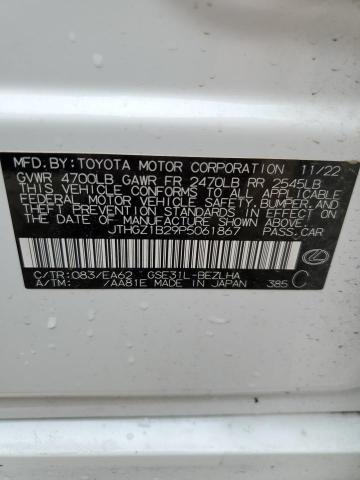 MFD. BY: TOYOTA MOTOR CORPORATION 11/22
GVWR 4700LB GAWR FR 2470LB RR 2545LB
THIS VEHICLE CONFORMS TO ALL APPLICABLE
FEDERAL MOTOR VEHICLE SAFETY, BUMPER, AND
THEFT PREVENTION STANDARDS IN EFFECT ON
THE DATE OF MANUFACTURE SHOWN ABOVE.
JTHGZ1B29P5061867 PASS. CAR
C/TR: 083/EA62 GSE31L-BEZLHA
A/TM: /AA81E MADE IN JAPAN 385 C